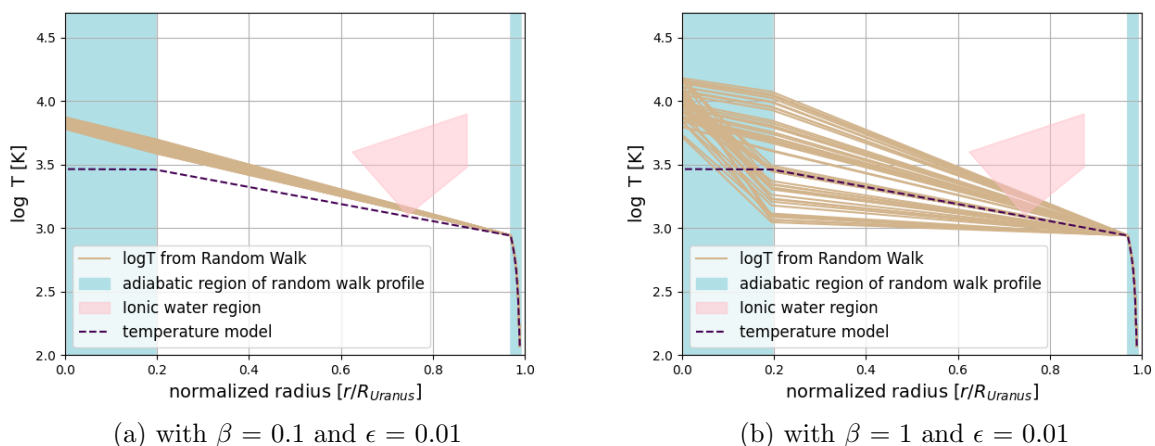 4.5
4.0
3.5
3.0
2.5
2.0
log T [K]
logT from Random Walk
adiabatic region of random walk profile
Ionic water region
temperature model
0.0 0.2 0.4 0.6 0.8 1.0
normalized radius [r/R_Uranus]
(a) with β = 0.1 and ϵ = 0.01
4.5
4.0
3.5
3.0
2.5
2.0
log T [K]
logT from Random Walk
adiabatic region of random walk profile
Ionic water region
temperature model
0.0 0.2 0.4 0.6 0.8 1.0
normalized radius [r/R_Uranus]
(b) with β = 1 and ϵ = 0.01